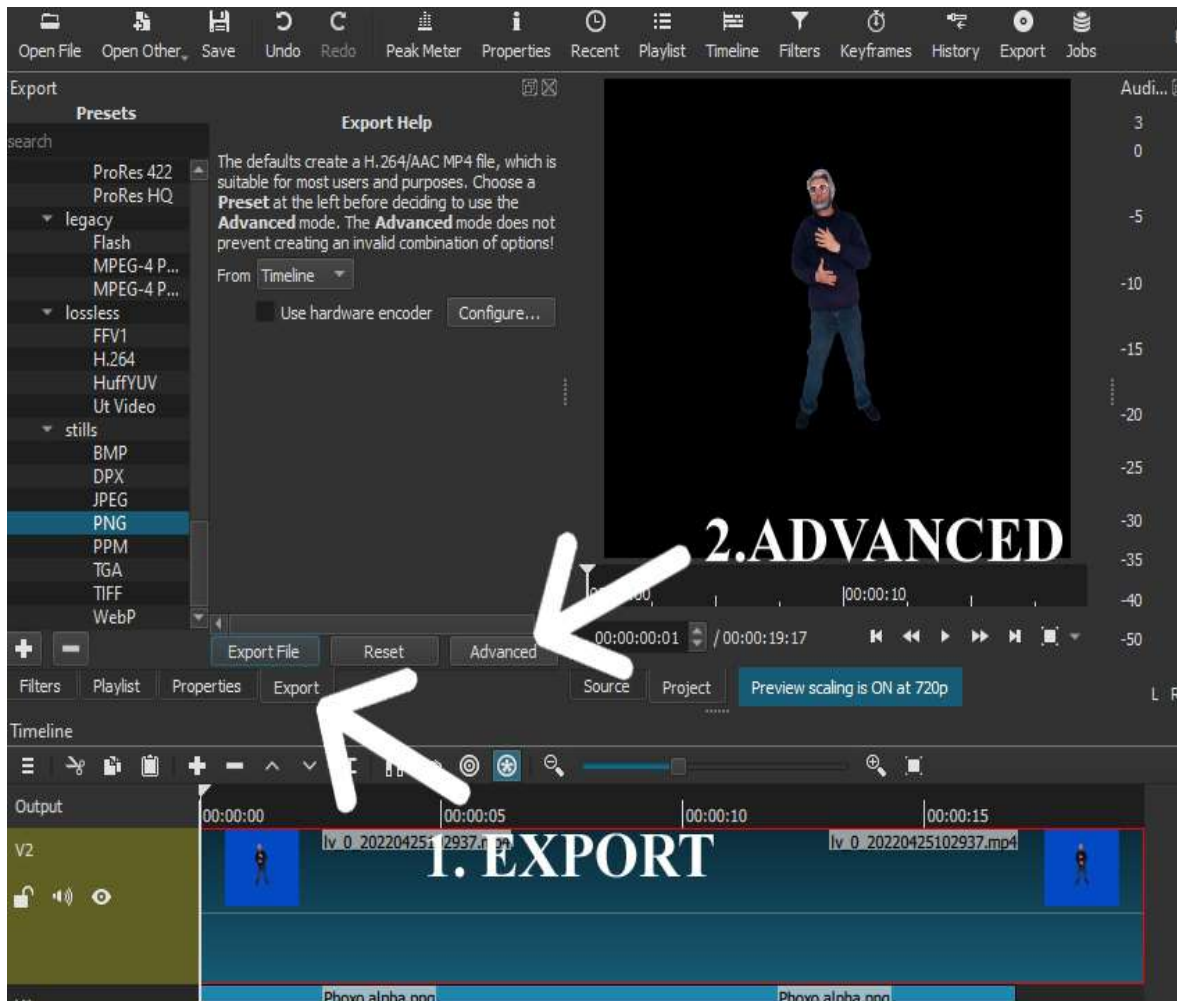 Open File Open Other Save Undo Redo Peak Meter Properties Recent Playlist Timeline Filters Keyframes History Export Jobs
Export
Audi...
Presets
search
ProRes 422
ProRes HQ
legacy
Flash
MPEG-4 P...
MPEG-4 P...
lossless
FFV1
H.264
HuffYUV
Ut Video
stills
BMP
DPX
JPEG
PNG
PPM
TGA
TIFF
WebP
Export Help
The defaults create a H.264/AAC MP4 file, which is
suitable for most users and purposes. Choose a
Preset at the left before deciding to use the
Advanced mode. The Advanced mode does not
prevent creating an invalid combination of options!
From Timeline
Use hardware encoder Configure...
Export File Reset Advanced
3
0
-5
-10
-15
-20
-25
-30
-35
-40
-50
2.ADVANCED
00:00:10
00:00:00:01 / 00:00:19:17
Filters Playlist Properties Export
Source Project Preview scaling is ON at 720p
L R
Timeline
Output
00:00:00 00:00:05 00:00:10 00:00:15
V2
lv_0_20220425102937.mp4 lv_0_20220425102937.mp4
1. EXPORT
Phoxo alpha.png Phoxo alpha.png